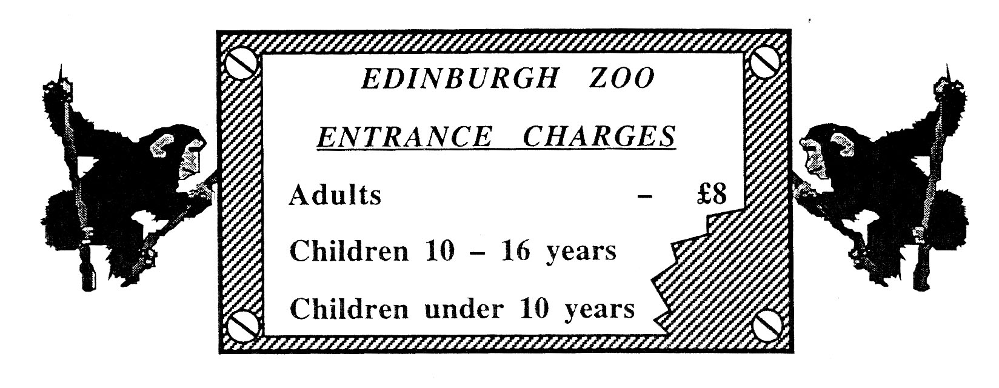 EDINBURGH ZOO
ENTRANCE CHARGES
Adults – £8
Children 10 – 16 years
Children under 10 years